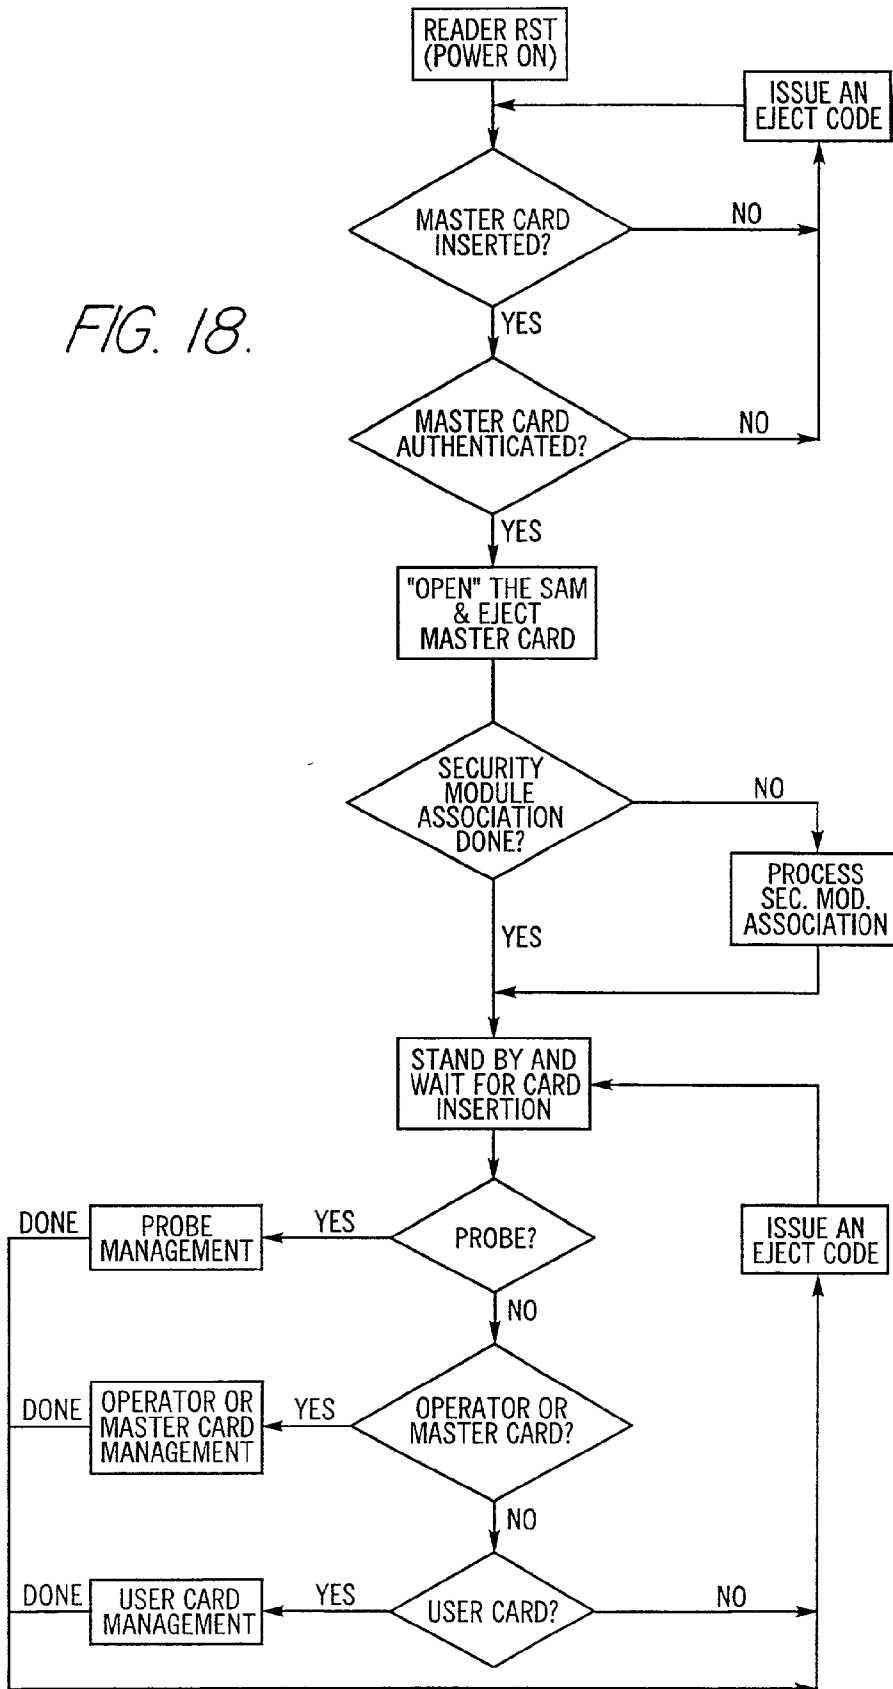 READER RST
(POWER ON)
ISSUE AN
EJECT CODE
MASTER CARD
INSERTED?
NO
FIG. 18.
YES
MASTER CARD
AUTHENTICATED?
NO
YES
"OPEN" THE SAM
& EJECT
MASTER CARD
SECURITY
MODULE
ASSOCIATION
DONE?
NO
PROCESS
SEC. MOD.
ASSOCIATION
YES
STAND BY AND
WAIT FOR CARD
INSERTION
DONE
PROBE
MANAGEMENT
YES
PROBE?
ISSUE AN
EJECT CODE
NO
DONE
OPERATOR OR
MASTER CARD
MANAGEMENT
YES
OPERATOR OR
MASTER CARD?
NO
DONE
USER CARD
MANAGEMENT
YES
USER CARD?
NO